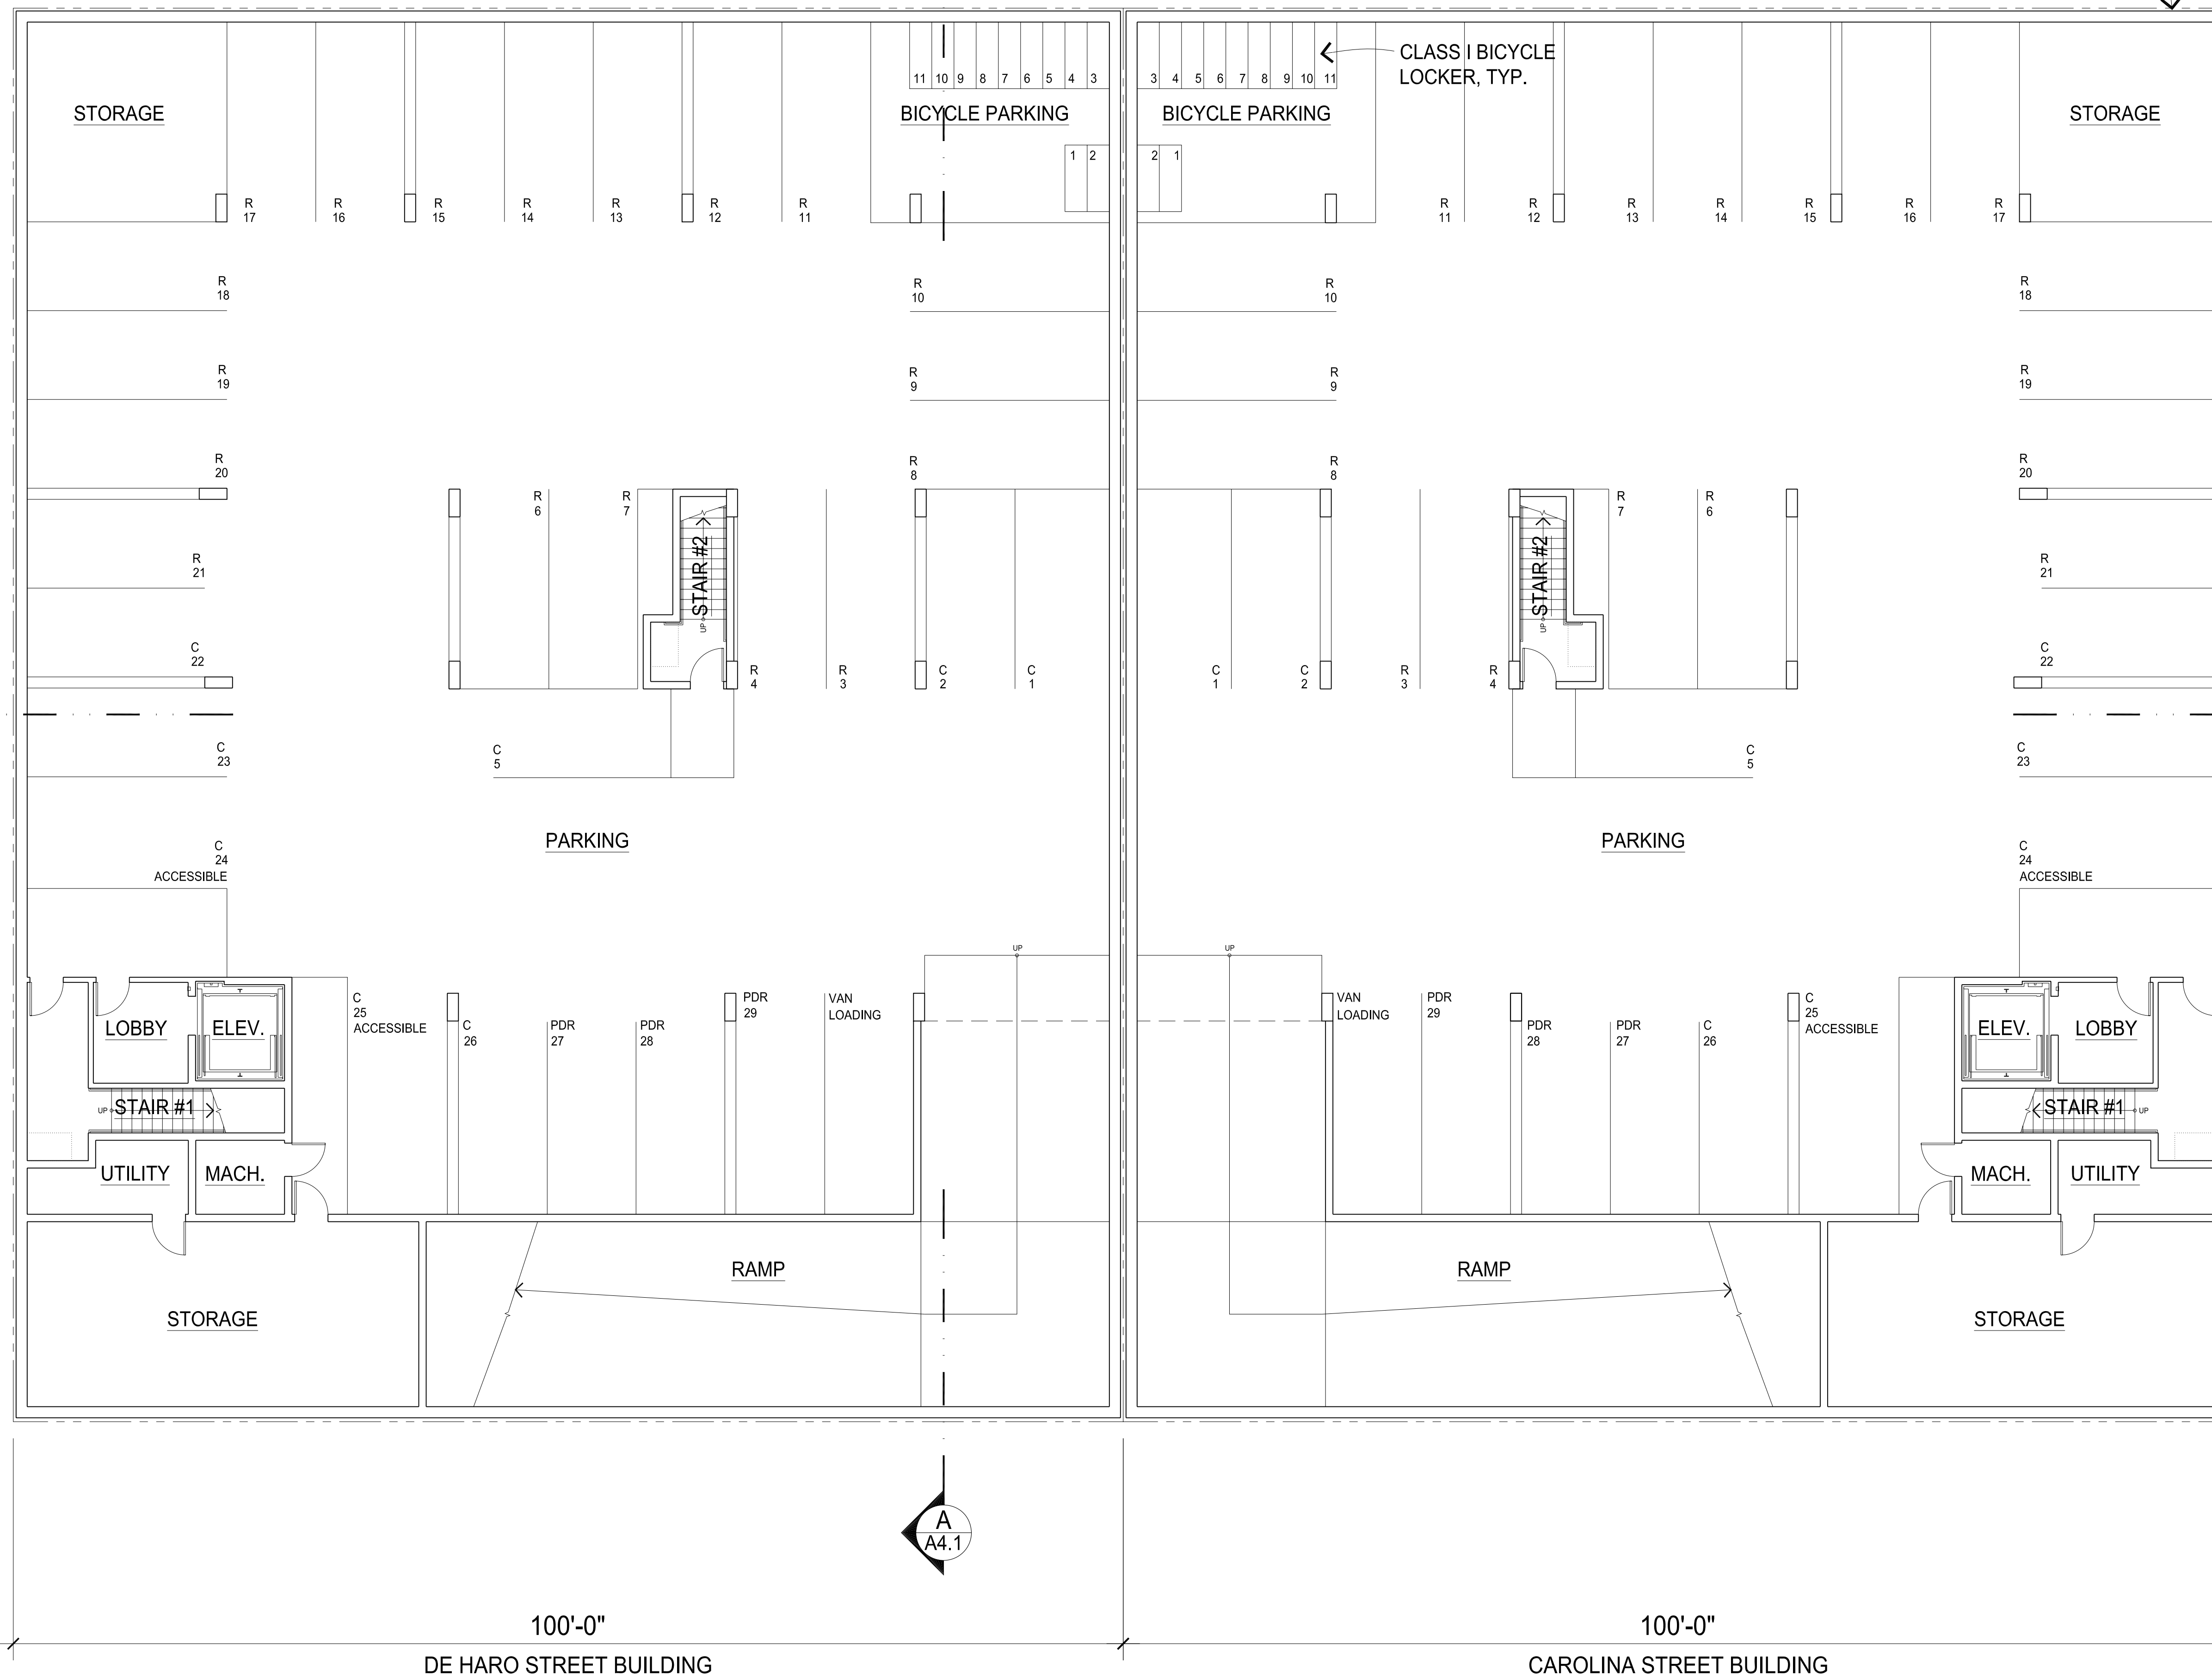 CLASS I BICYCLE
LOCKER, TYP.
11 10 9 8 7 6 5 4 3
3 4 5 6 7 8 9 10 11
STORAGE
BICYCLE PARKING
BICYCLE PARKING
STORAGE
1 2
2 1
R
17
R
16
R
15
R
14
R
13
R
12
R
11
R
11
R
12
R
13
R
14
R
15
R
16
R
17
R
18
R
10
R
10
R
18
R
19
R
9
R
9
R
19
R
20
R
8
R
8
R
20
R
6
R
7
R
7
R
6
STAIR #2
UP
STAIR #2
UP
R
21
R
21
C
22
R
4
R
3
C
2
C
1
C
1
C
2
R
3
R
4
C
22
C
23
C
5
C
5
C
23
PARKING
PARKING
C
24
ACCESSIBLE
C
24
ACCESSIBLE
UP
UP
C
25
ACCESSIBLE
C
26
PDR
27
PDR
28
PDR
29
VAN
LOADING
VAN
LOADING
PDR
29
PDR
28
PDR
27
C
26
C
25
ACCESSIBLE
LOBBY
ELEV.
ELEV.
LOBBY
UP
STAIR #1
STAIR #1
UP
UTILITY
MACH.
MACH.
UTILITY
RAMP
RAMP
STORAGE
STORAGE
A
A4.1
100'-0"
100'-0"
DE HARO STREET BUILDING
CAROLINA STREET BUILDING